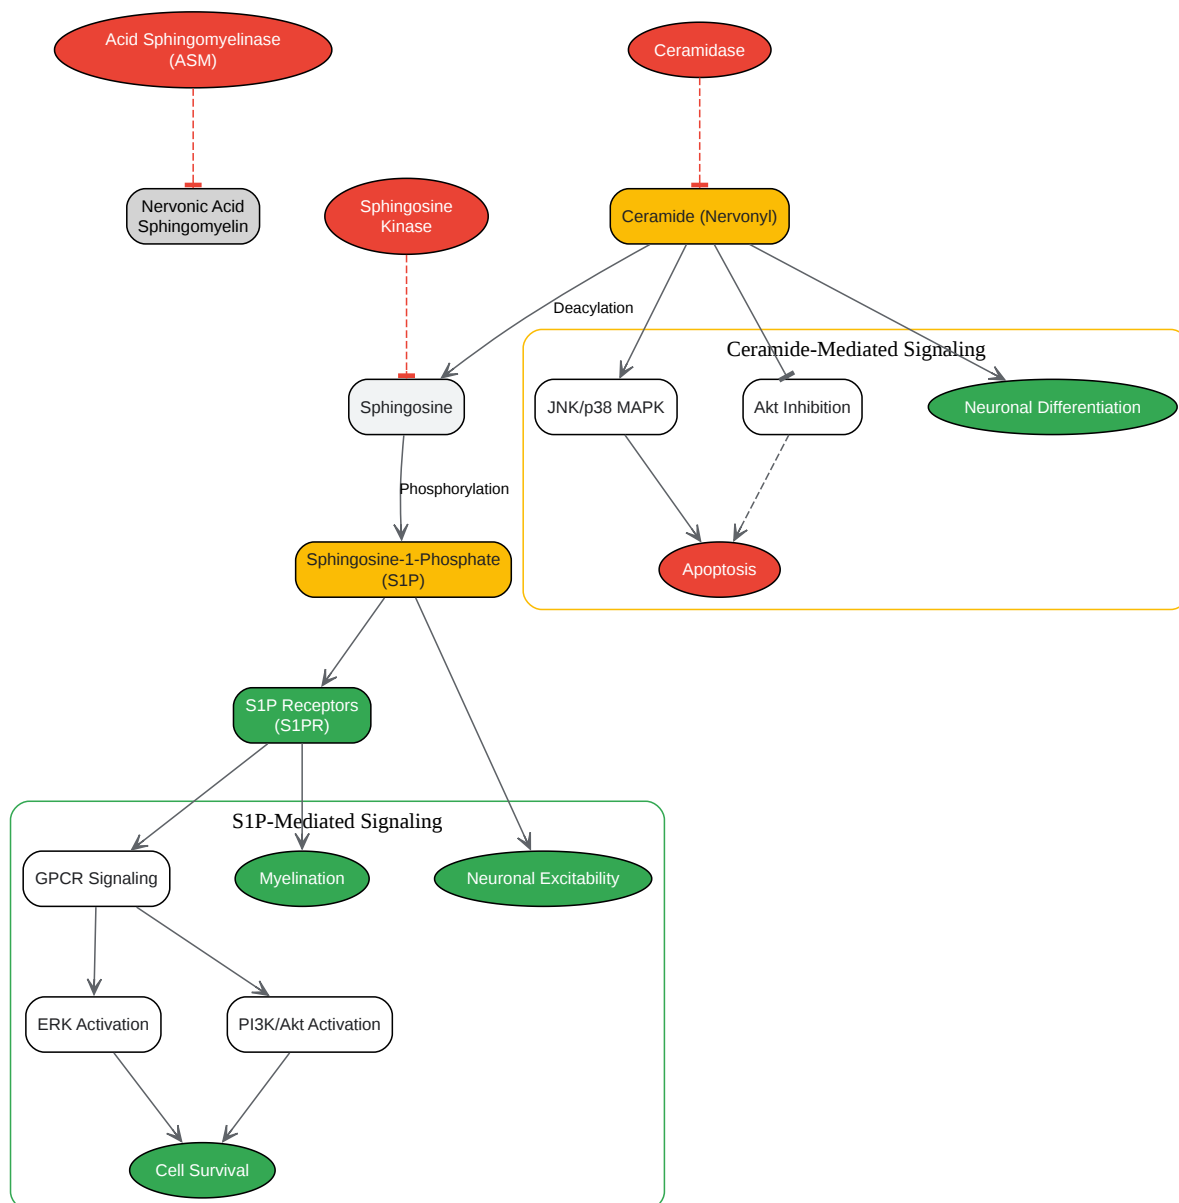 Acid Sphingomyelinase
(ASM)
Ceramidase
Nervonic Acid
Sphingomyelin
Sphingosine
Kinase
Ceramide (Nervonyl)
Deacylation
Ceramide-Mediated Signaling
Sphingosine
JNK/p38 MAPK
Akt Inhibition
Neuronal Differentiation
Phosphorylation
Sphingosine-1-Phosphate
(S1P)
Apoptosis
S1P Receptors
(S1PR)
S1P-Mediated Signaling
GPCR Signaling
Myelination
Neuronal Excitability
ERK Activation
PI3K/Akt Activation
Cell Survival